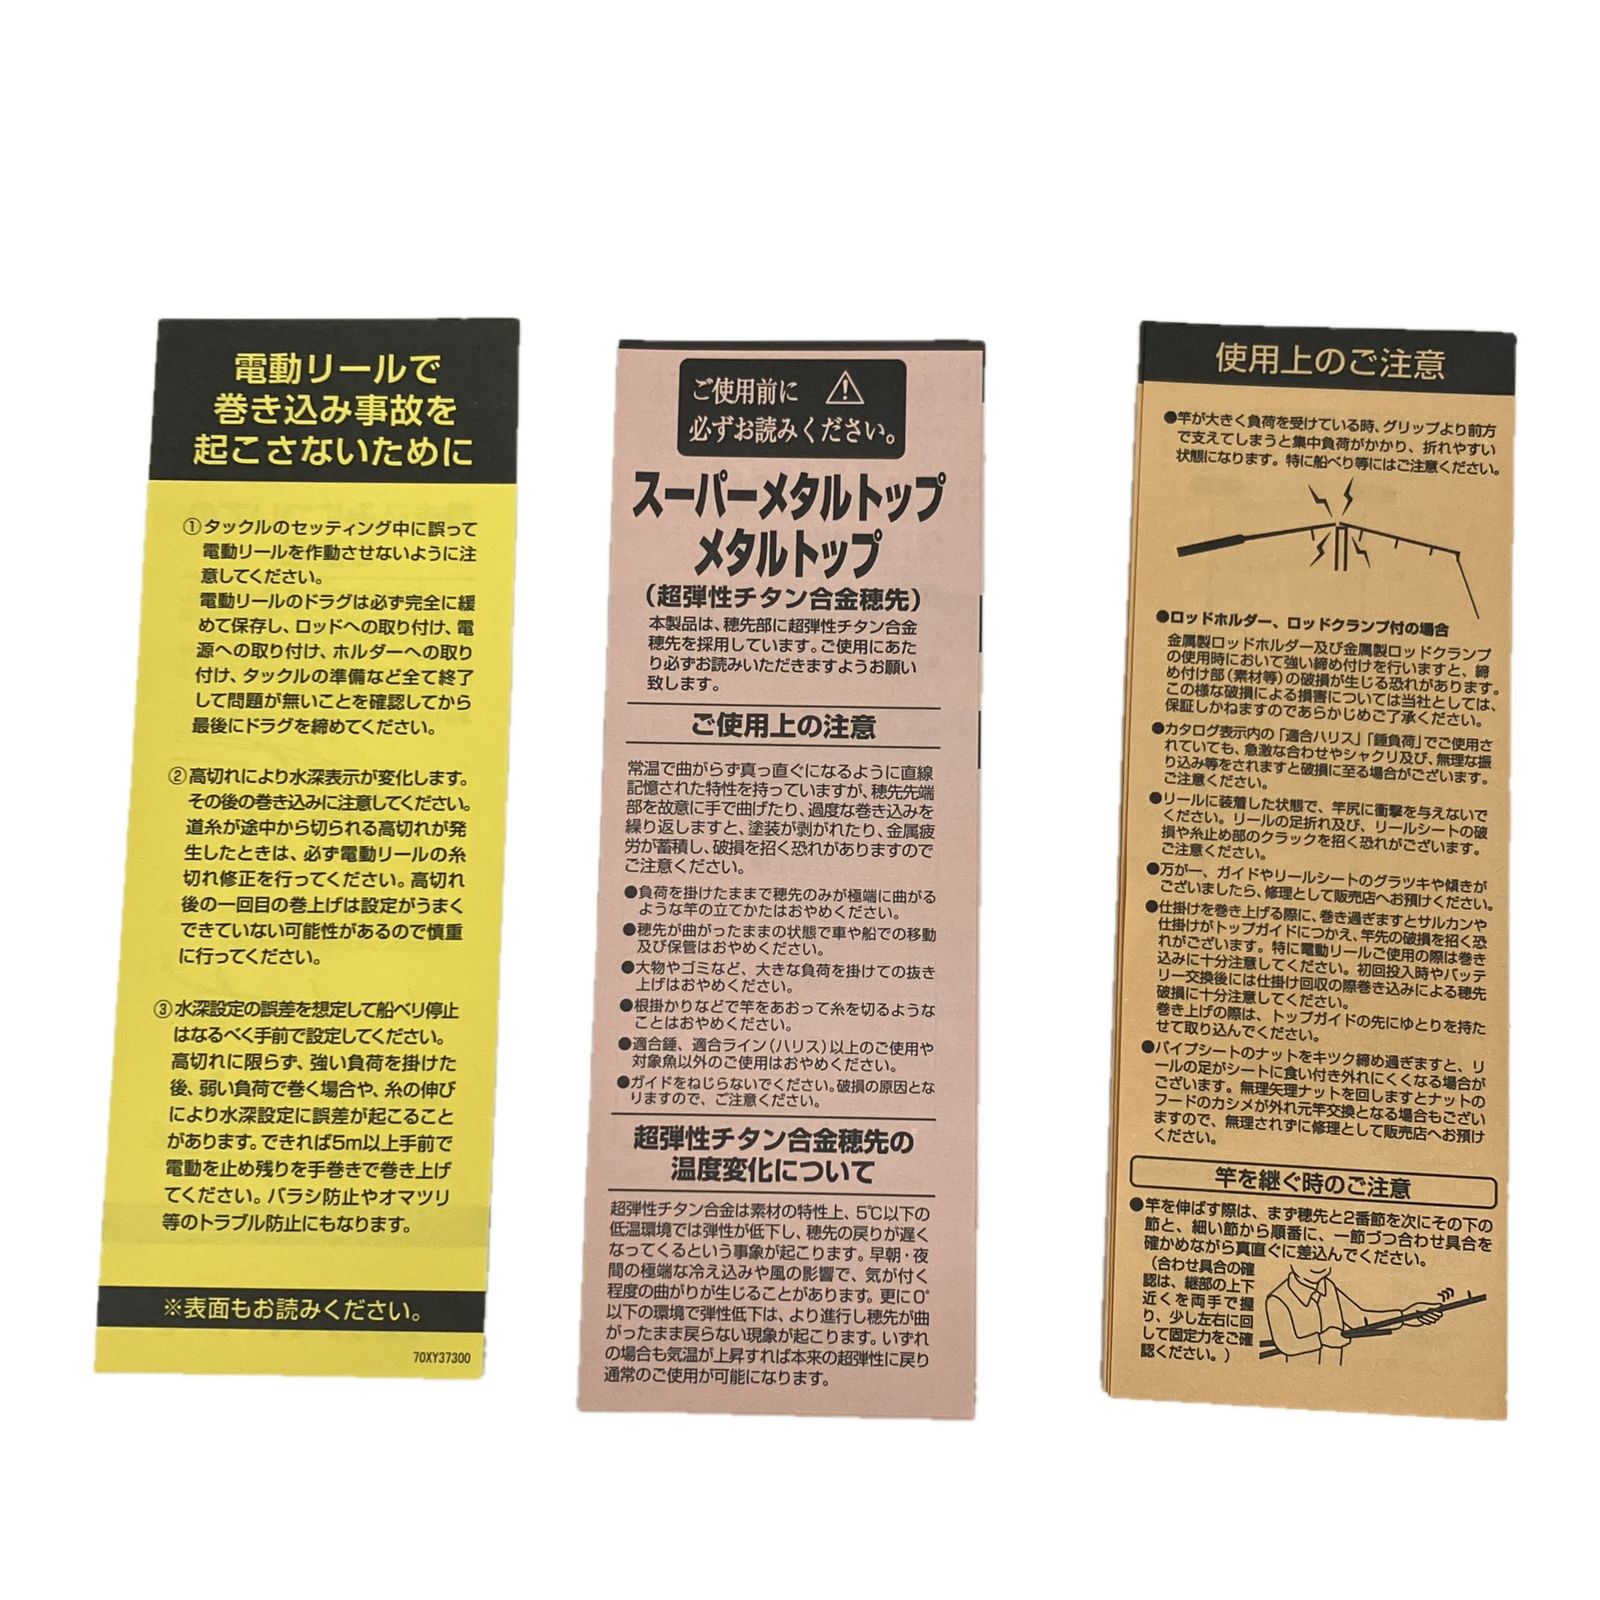 電動リールで
巻き込み事故を
起こさないために
①タックルのセッティング中に誤って
電動リールを作動させないように注
意してください。
電動リールのドラグは必ず完全に緩
めて保存し、ロッドへの取り付け、電
源への取り付け、ホルダーへの取り
付け、タックルの準備など全て終了
して問題が無いことを確認してから
最後にドラグを締めてください。
②高切れにより水深表示が変化します。
その後の巻き込みに注意してください。
道糸が途中から切られる高切れが発
生したときは、必ず電動リールの糸
切れ修正を行ってください。高切れ
後の一回目の巻上げは設定がうまく
できていない可能性があるので慎重
に行ってください。
③水深設定の誤差を想定して船ベリ停止
はなるべく手前で設定してください。
高切れに限らず、強い負荷を掛けた
後、弱い負荷で巻く場合や、糸の伸び
により水深設定に誤差が起こること
があります。できれば5m以上手前で
電動を止め残りを手巻きで巻き上げ
てください。バラシ防止やオマツリ
等のトラブル防止にもなります。
※表面もお読みください。
70XY37300
ご使用前に
必ずお読みください。
スーパーメタルトップ
メタルトップ
（超弾性チタン合金穂先）
本製品は、穂先部に超弾性チタン合金
穂先を採用しています。ご使用にあた
り必ずお読みいただきますようお願い
致します。
ご使用上の注意
常温で曲がらず真っ直ぐになるように直線
記憶された特性を持っていますが、穂先先端
部を故意に手で曲げたり、過度な巻き込みを
繰り返しますと、塗装が剥がれたり、金属疲
労が蓄積し、破損を招く恐れがありますので
ご注意ください。
●負荷を掛けたままで穂先のみが極端に曲がる
ような竿の立てかたはおやめください。
●穂先が曲がったままの状態で車や船での移動
及び保管はおやめください。
●大物やゴミなど、大きな負荷を掛けての抜き
上げはおやめください。
●根掛かりなどで竿をあおって糸を切るような
ことはおやめください。
●適合錘、適合ライン（ハリス）以上のご使用や
対象魚以外のご使用はおやめください。
●ガイドをねじらないでください。破損の原因とな
りますので、ご注意ください。
超弾性チタン合金穂先の
温度変化について
超弾性チタン合金は素材の特性上、5℃以下の
低温環境では弾性が低下し、穂先の戻りが遅く
なってくるという事象が起こります。早朝・夜
間の極端な冷え込みや風の影響で、気が付く
程度の曲がりが生じることがあります。更に0°
以下の環境で弾性低下は、より進行し穂先が曲
がったまま戻らない現象が起こります。いずれ
の場合も気温が上昇すれば本来の超弾性に戻り
通常のご使用が可能になります。
使用上のご注意
●竿が大きく負荷を受けている時、グリップより前方
で支えてしまうと集中負荷がかかり、折れやすい
状態になります。特に船べり等にはご注意ください。
●ロッドホルダー、ロッドクランプ付の場合
金属製ロッドホルダー及び金属製ロッドクランプ
の使用時において強い締め付けを行いますと、締
め付け部（素材等）の破損が生じる恐れがあります。
この様な破損による損害については当社としては、
保証しかねますのであらかじめご了承ください。
●カタログ表示内の「適合ハリス」「錘負荷」でご使用さ
れていても、急激な合わせやシャクリ及び、無理な振
り込み等をされますと破損に至る場合がございます。
ご注意ください。
●リールに装着した状態で、竿尻に衝撃を与えないで
ください。リールの足折れ及び、リールシートの破
損や糸止め部のクラックを招く恐れがございます。
ご注意ください。
●万が一、ガイドやリールシートのグラツキや傾きが
ございましたら、修理として販売店へお預けください。
●仕掛けを巻き上げる際に、巻き過ぎますとサルカンや
仕掛けがトップガイドにつかえ、竿先の破損を招く恐
れがございます。特に電動リールご使用の際は巻き
込みに十分注意してください。初回投入時やバッテ
リー交換後には仕掛け回収の際巻き込みによる穂先
破損に十分注意してください。
巻き上げの際は、トップガイドの先にゆとりを持た
せて取り込んでください。
●パイプシートのナットをキツク締め過ぎますと、リ
ールの足がシートに食い付き外れにくくなる場合が
ございます。無理矢理ナットを回しますとナットの
フードのカシメが外れ元竿交換となる場合もござい
ますので、無理されずに修理として販売店へお預け
ください。
竿を継ぐ時のご注意
●竿を伸ばす際は、まず穂先と2番節を次にその下の
節と、細い節から順番に、一節づつ合わせ具合を
確かめながら真直ぐに差込んでください。
（合わせ具合の確
認は、継部の上下
近くを両手で握
り、少し左右に回
して固定力をご確
認ください。）